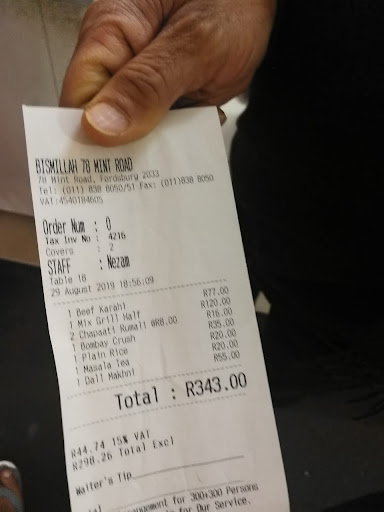 BISMILLAH 78 MINT ROAD
78 Mint Road, Fordsburg 2033
Tel: (011) 838 8050/51 Fax: (011)838 8050
VAT:4540184605
Order Num : 0
Tax Inv No : 4216
Covers : 2
STAFF : Nezam
Table 18
29 August 2019 18:56:09
1 Beef Karahi R77.00
1 Mix Grill Half R120.00
2 Chapaati Rumali @R8.00 R16.00
1 Bombay Crush R35.00
1 Plain Rice R20.00
1 Masala Tea R20.00
1 Dall Makhni R55.00
Total : R343.00
R44.74 15% VAT
R298.26 Total Excl
Waiter's Tip
arrangement for 300+300 Persons
for Our Service.